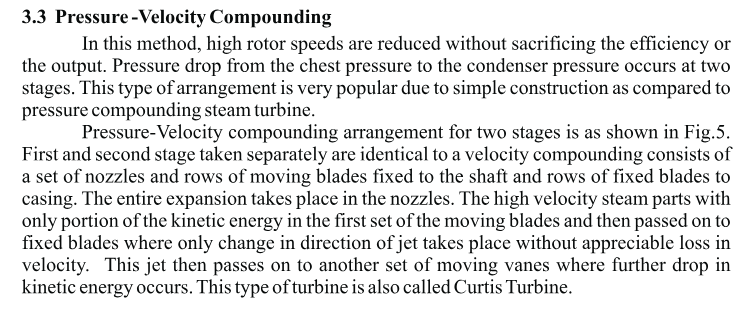 3.3 Pressure -Velocity Compounding
In this method, high rotor speeds are reduced without sacrificing the efficiency or
the output. Pressure drop from the chest pressure to the condenser pressure occurs at two
stages. This type of arrangement is very popular due to simple construction as compared to
pressure compounding steam turbine.
Pressure-Velocity compounding arrangement for two stages is as shown in Fig.5.
First and second stage taken separately are identical to a velocity compounding consists of
a set of nozzles and rows of moving blades fixed to the shaft and rows of fixed blades to
casing. The entire expansion takes place in the nozzles. The high velocity steam parts with
only portion of the kinetic energy in the first set of the moving blades and then passed on to
fixed blades where only change in direction of jet takes place without appreciable loss in
velocity. This jet then passes on to another set of moving vanes where further drop in
kinetic energy occurs. This type of turbine is also called Curtis Turbine.